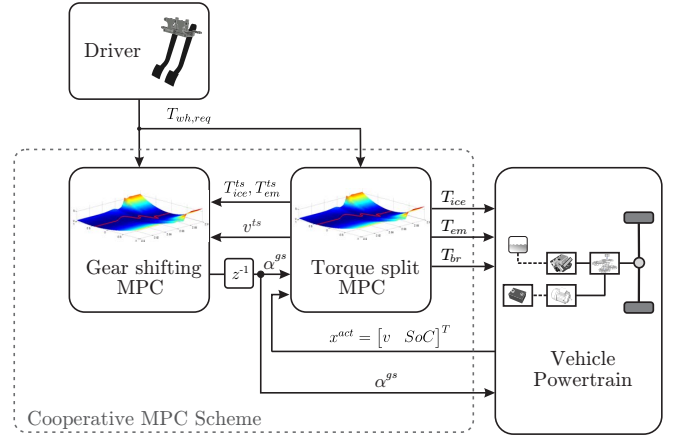 Driver
T_{wh,req}
T^{ts}_{ice}, T^{ts}_{em}
v^{ts}
Gear shifting
MPC
z^{-1}
α^{gs}
Torque split
MPC
T_{ice}
T_{em}
T_{br}
x^{act} = [v SoC]^T
α^{gs}
Vehicle
Powertrain
Cooperative MPC Scheme